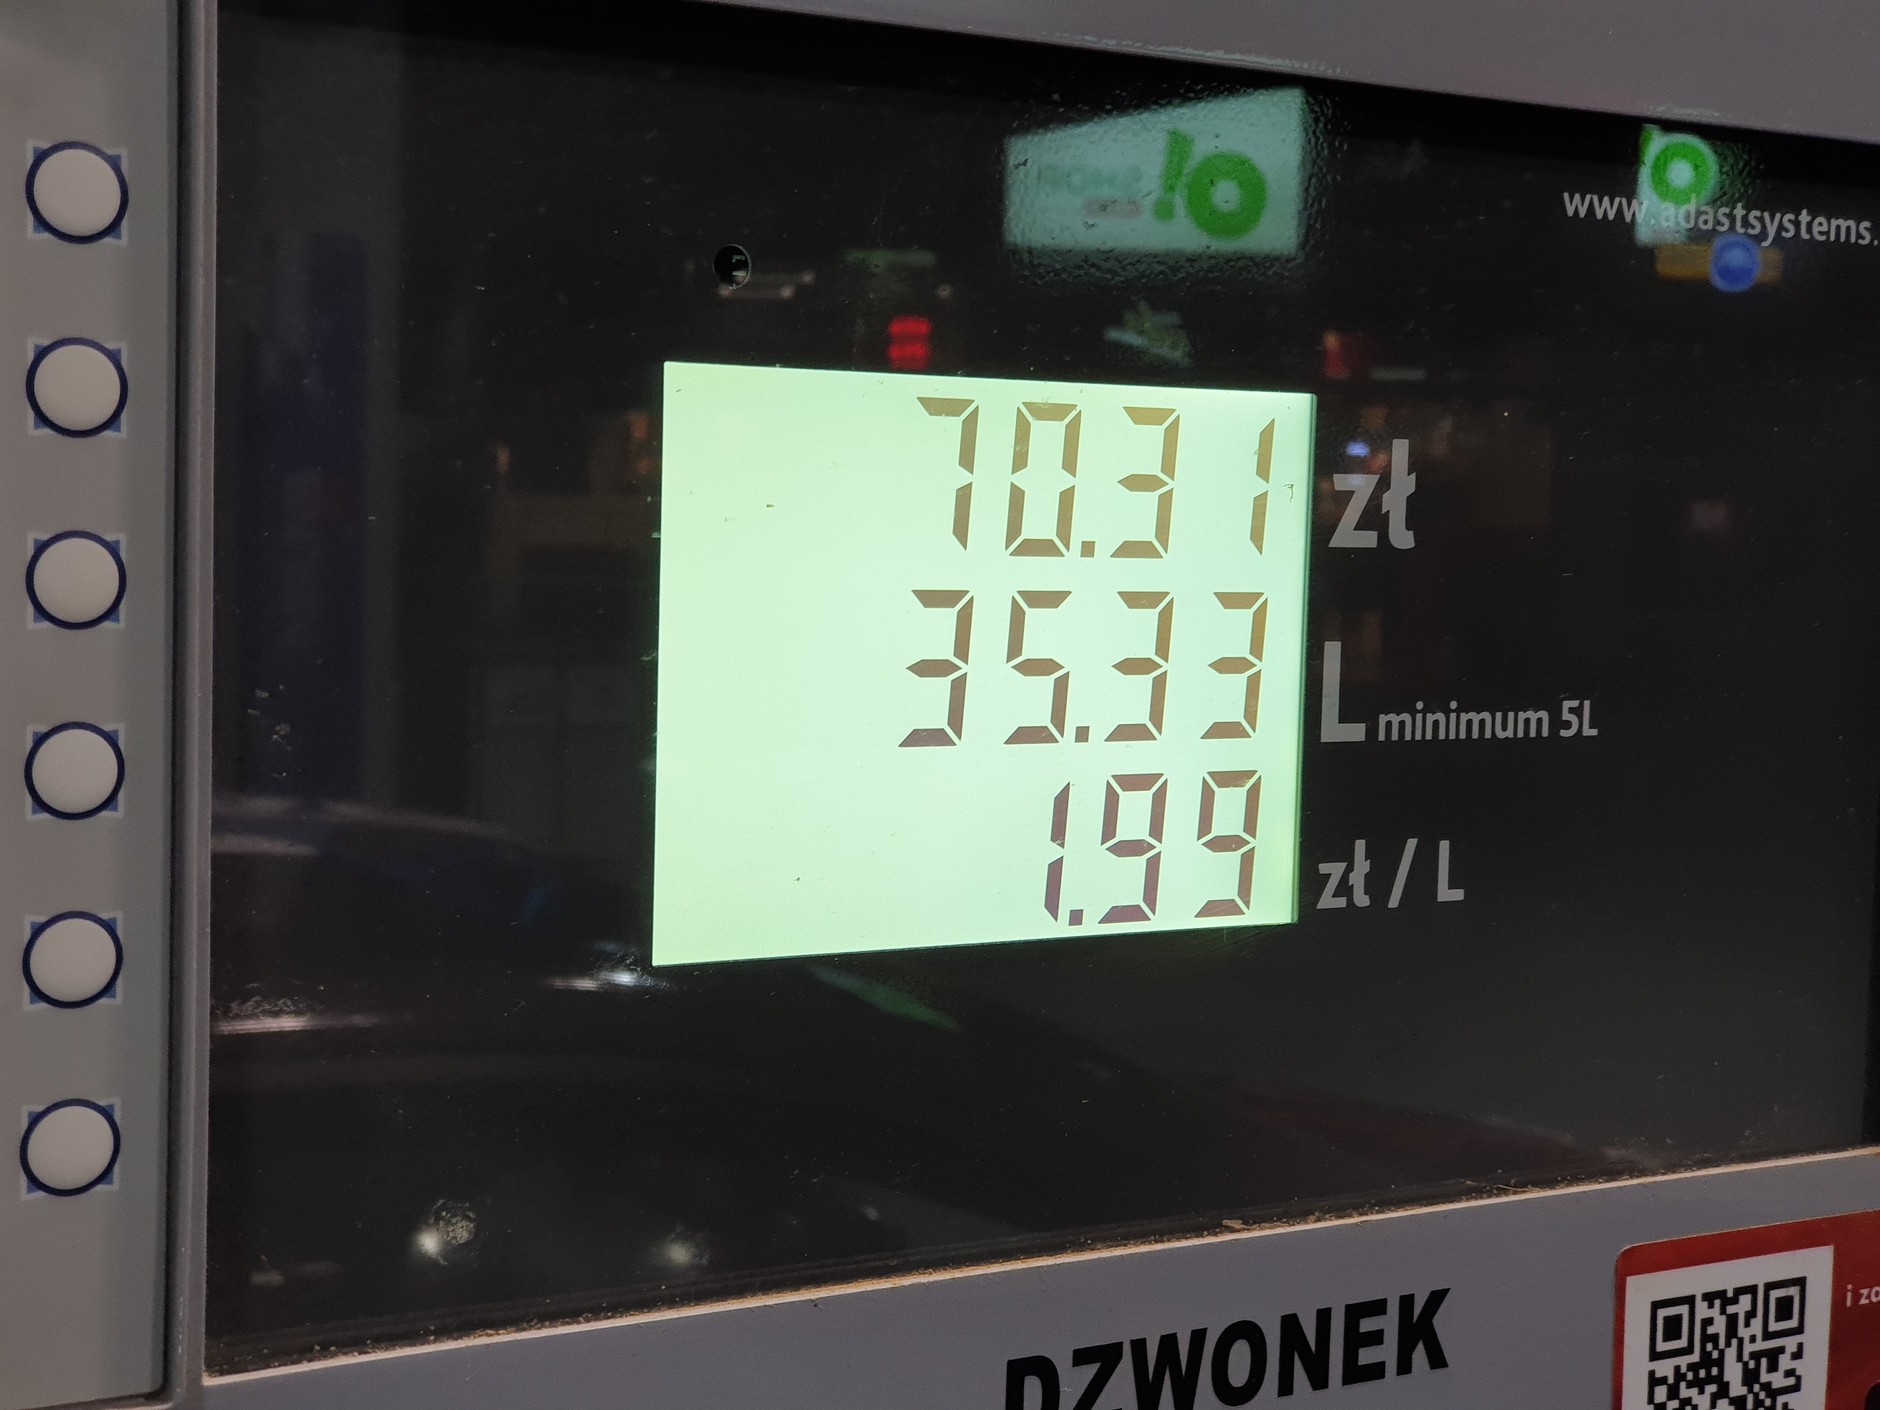 www.adastsystems.
70.31 zł
35.33 L minimum 5L
1.99 zł / L
DZWONEK